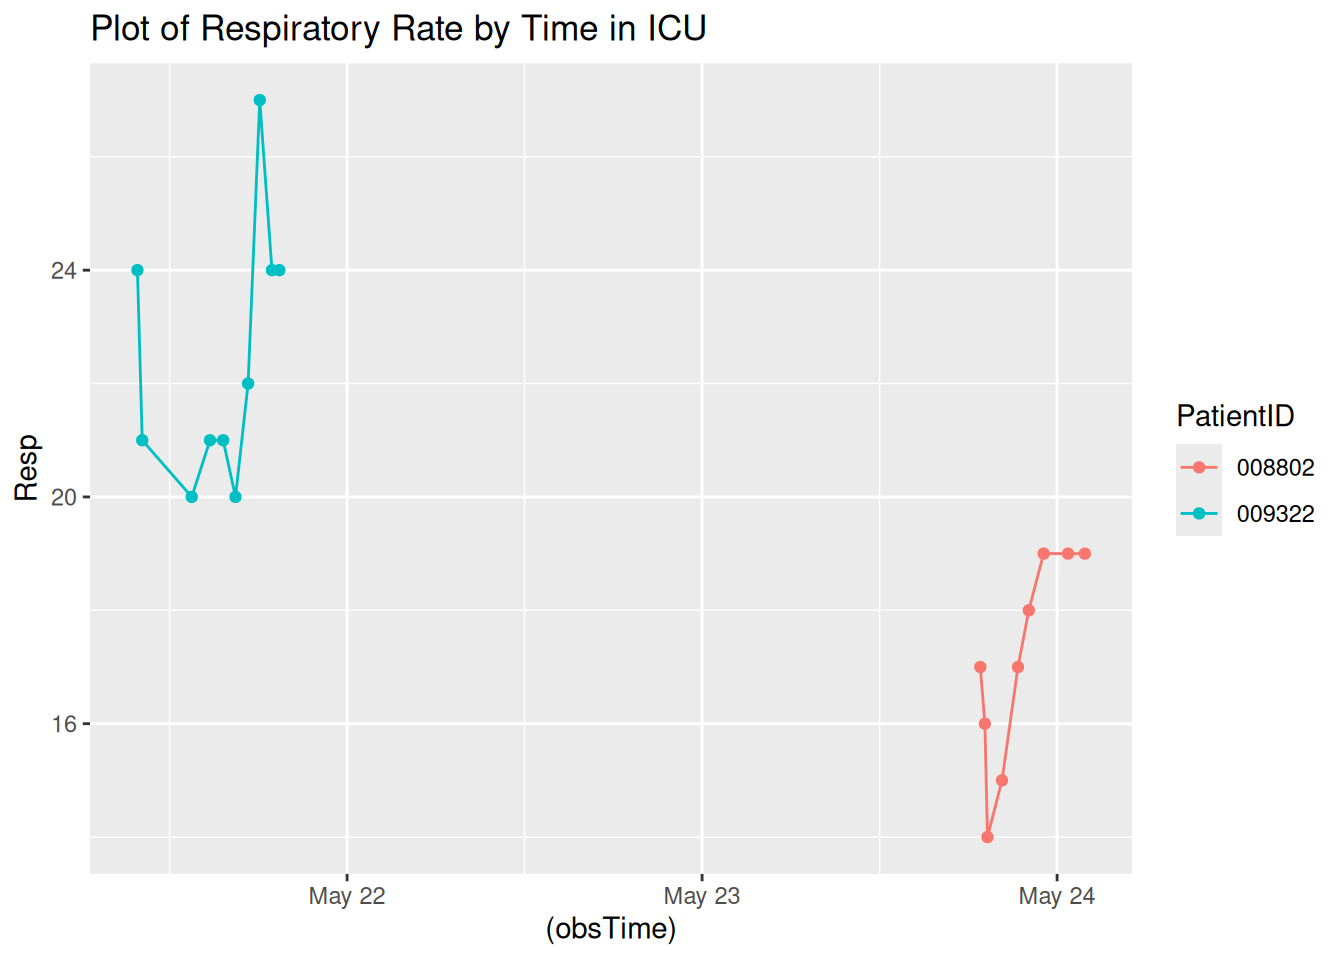 Plot of Respiratory Rate by Time in ICU
24
20
16
Resp
May 22
May 23
May 24
(obsTime)
PatientID
008802
009322